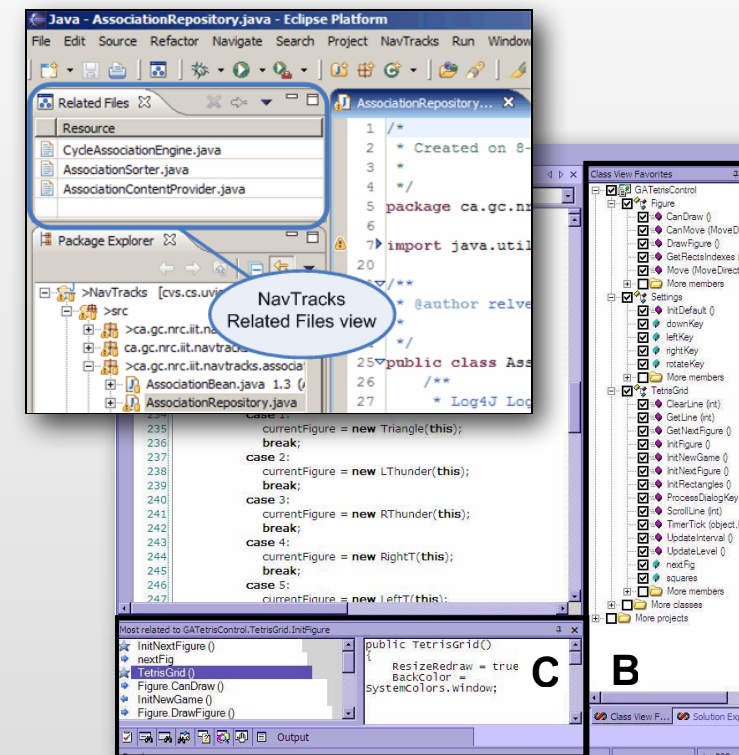 Java - AssociationRepository.java - Eclipse Platform
File Edit Source Refactor Navigate Search Project NavTracks Run Window
Related Files
Resource
CycleAssociationEngine.java
AssociationSorter.java
AssociationContentProvider.java
Package Explorer
>NavTracks [cvs.cs.uvi
>src
>ca.gc.nrc.iit.na
ca.gc.nrc.iit.navtrack
>ca.gc.nrc.iit.navtracks.associat
AssociationBean.java 1.3 (
AssociationRepository.java
NavTracks
Related Files view
AssociationRepository...
1 /*
2 * Created on 8-
3 *
4 */
5 package ca.gc.nr
6
7 import java.util
20
/**
* @author relve
*
*/
25 public class Ass
26 /**
27 * Log4J Log
234 case 1:
235 currentFigure = new Triangle(this);
236 break;
237 case 2:
238 currentFigure = new LThunder(this);
239 break;
240 case 3:
241 currentFigure = new RThunder(this);
242 break;
243 case 4:
244 currentFigure = new RightT(this);
245 break;
246 case 5:
247 currentFigure = new LeftT(this);
Most related to GATetrisControl.TetrisGrid.InitFigure
InitNextFigure ()
nextFig
TetrisGrid ()
Figure.CanDraw ()
InitNewGame ()
Figure.DrawFigure ()
public TetrisGrid()
{
ResizeRedraw = true
BackColor =
SystemColors.Window;
C
Output
Class View Favorites
GATetrisControl
Figure
CanDraw ()
CanMove (MoveD
DrawFigure ()
GetRectsIndexes (
Move (MoveDirect
More members
Settings
InitDefault ()
downKey
leftKey
rightKey
rotateKey
More members
TetrisGrid
ClearLine (int)
GetLine (int)
GetNextFigure ()
InitFigure ()
InitNewGame ()
InitNextFigure ()
InitRectangles ()
ProcessDialogKey
ScrollLine (int)
TimerTick (object,
UpdateInterval ()
UpdateLevel ()
nextFig
squares
More members
More classes
More projects
B
Class View F... Solution Exp